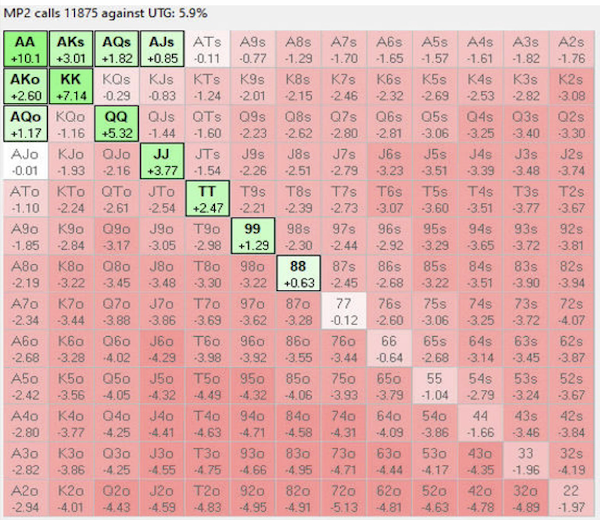 MP2 calls 11875 against UTG: 5.9%
AA AKs AQs AJs ATs A9s A8s A7s A6s A5s A4s A3s A2s
+10.1 +3.01 +1.82 +0.85 -0.11 -0.77 -1.29 -1.70 -1.65 -1.57 -1.61 -1.82 -1.76
AKo KK KQs KJs KTs K9s K8s K7s K6s K5s K4s K3s K2s
+2.60 +7.14 -0.29 -0.83 -1.24 -2.01 -2.15 -2.46 -2.32 -2.69 -2.53 -2.82 -3.08
AQo KQo QQ QJs QTs Q9s Q8s Q7s Q6s Q5s Q4s Q3s Q2s
+1.17 -1.16 +5.32 -1.44 -1.60 -2.23 -2.62 -2.80 -2.81 -3.06 -3.25 -3.40 -3.30
AJo KJo QJo JJ JTs J9s J8s J7s J6s J5s J4s J3s J2s
-0.01 -1.93 -2.16 +3.77 -1.54 -2.26 -2.51 -2.79 -3.23 -3.51 -3.39 -3.48 -3.74
ATo KTo QTo JTo TT T9s T8s T7s T6s T5s T4s T3s T2s
-1.10 -2.24 -2.61 -2.54 +2.47 -2.21 -2.39 -2.73 -3.07 -3.60 -3.51 -3.77 -3.67
A9o K9o Q9o J9o T9o 99 98s 97s 96s 95s 94s 93s 92s
-1.85 -2.84 -3.17 -3.05 -2.98 +1.29 -2.30 -2.44 -2.92 -3.29 -3.65 -3.72 -3.81
A8o K8o Q8o J8o T8o 98o 88 87s 86s 85s 84s 83s 82s
-2.19 -3.22 -3.45 -3.48 -3.30 -3.22 +0.63 -2.45 -2.68 -3.22 -3.51 -3.90 -3.94
A7o K7o Q7o J7o T7o 97o 87o 77 76s 75s 74s 73s 72s
-2.34 -3.44 -3.88 -3.86 -3.69 -3.62 -3.28 -0.12 -2.60 -3.06 -3.25 -3.72 -4.07
A6o K6o Q6o J6o T6o 96o 86o 76o 66 65s 64s 63s 62s
-2.68 -3.28 -4.02 -4.29 -3.98 -3.92 -3.55 -3.44 -0.64 -2.68 -3.14 -3.45 -3.87
A5o K5o Q5o J5o T5o 95o 85o 75o 65o 55 54s 53s 52s
-2.42 -3.56 -4.05 -4.32 -4.49 -4.32 -4.06 -3.93 -3.79 -1.04 -2.79 -3.24 -3.67
A4o K4o Q4o J4o T4o 94o 84o 74o 64o 54o 44 43s 42s
-2.80 -3.77 -4.25 -4.41 -4.63 -4.71 -4.58 -4.31 -4.09 -3.86 -1.66 -3.46 -3.84
A3o K3o Q3o J3o T3o 93o 83o 73o 63o 53o 43o 33 32s
-2.82 -3.86 -4.25 -4.55 -4.75 -4.66 -4.95 -4.71 -4.44 -4.17 -4.35 -1.96 -4.19
A2o K2o Q2o J2o T2o 92o 82o 72o 62o 52o 42o 32o 22
-2.94 -4.01 -4.43 -4.59 -4.83 -4.95 -4.91 -5.13 -4.81 -4.63 -4.78 -4.89 -1.97